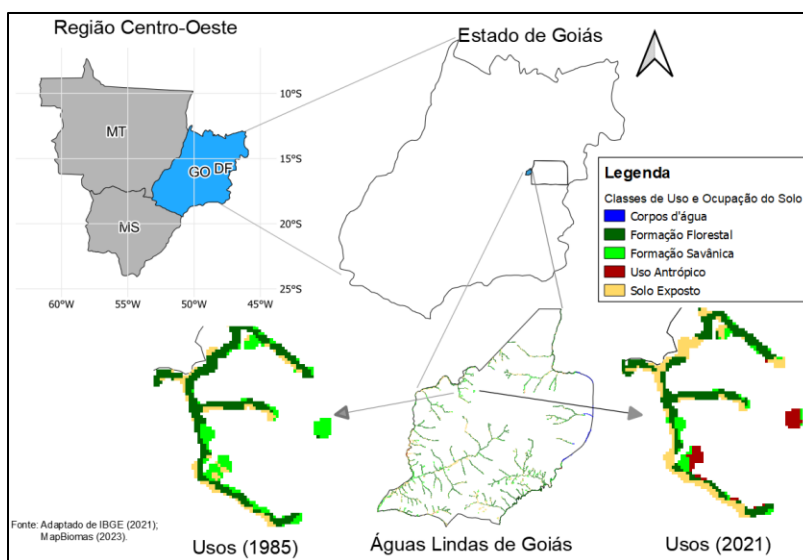 Região Centro-Oeste
Estado de Goiás
10°S
15°S
20°S
25°S
60°W
55°W
50°W
45°W
MT
GO
DF
MS
Legenda
Classes de Uso e Ocupação do Solo
Corpos d'água
Formação Florestal
Formação Savânica
Uso Antrópico
Solo Exposto
Fonte: Adaptado de IBGE (2021);
MapBiomas (2023).
Usos (1985)
Águas Lindas de Goiás
Usos (2021)